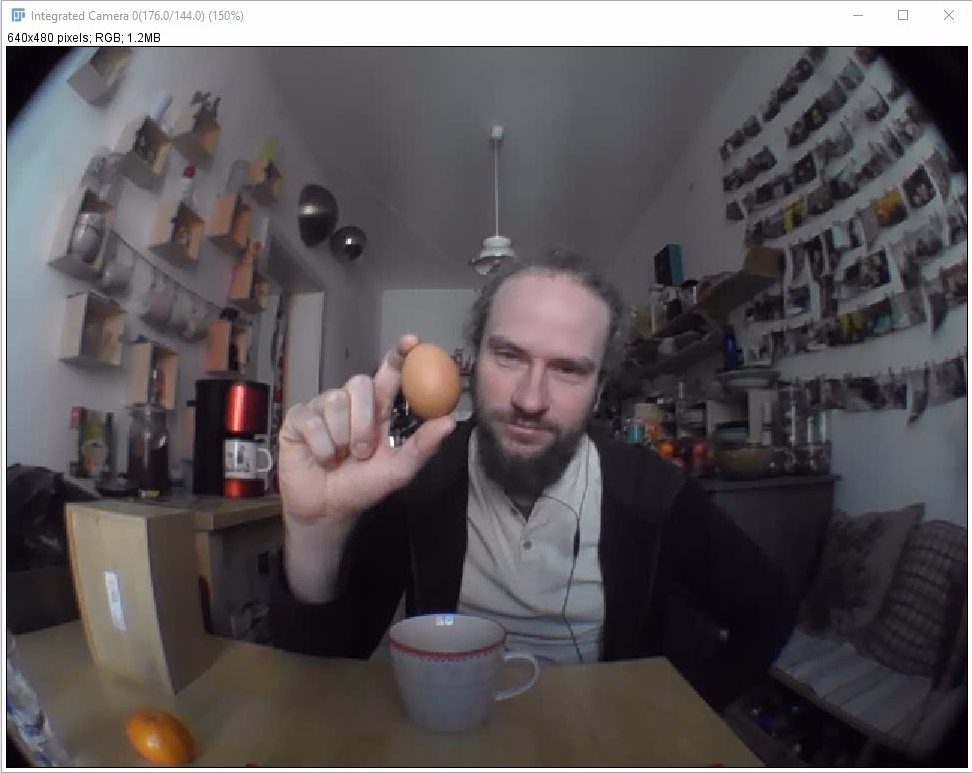 Integrated Camera 0(176.0/144.0) (150%)
640x480 pixels; RGB; 1.2MB